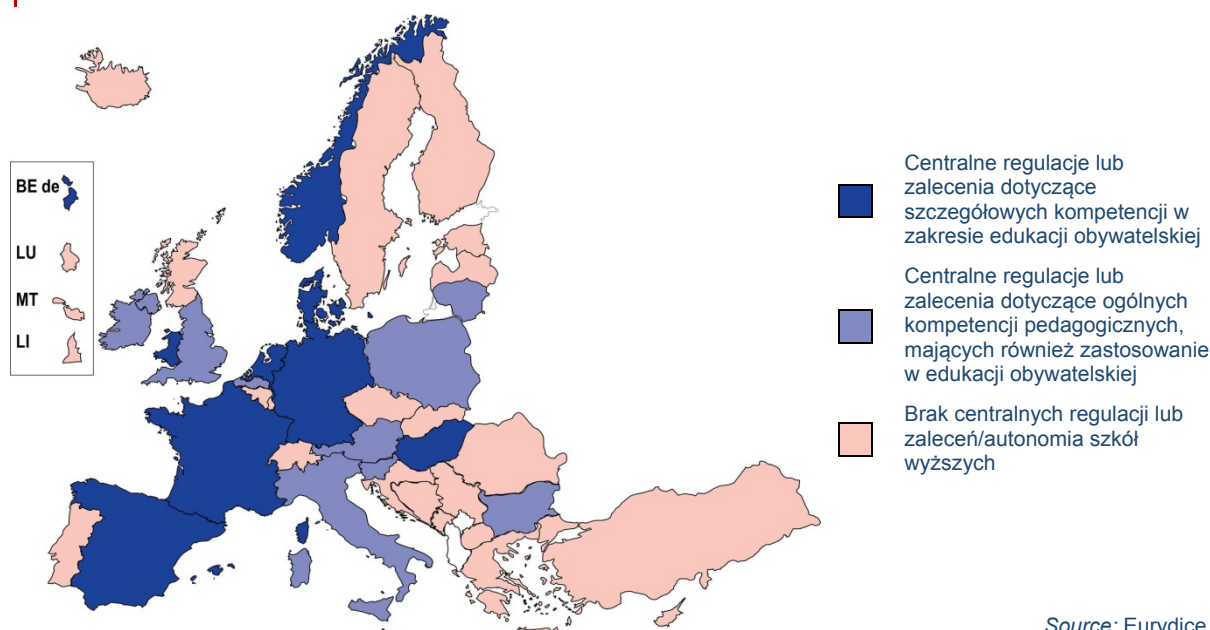 BE de
LU
MT
LI
Centralne regulacje lub
zalecenia dotyczące
szczegółowych kompetencji w
zakresie edukacji obywatelskiej
Centralne regulacje lub
zalecenia dotyczące ogólnych
kompetencji pedagogicznych,
mających również zastosowanie
w edukacji obywatelskiej
Brak centralnych regulacji lub
zaleceń/autonomia szkół
wyższych
Source: Eurydice